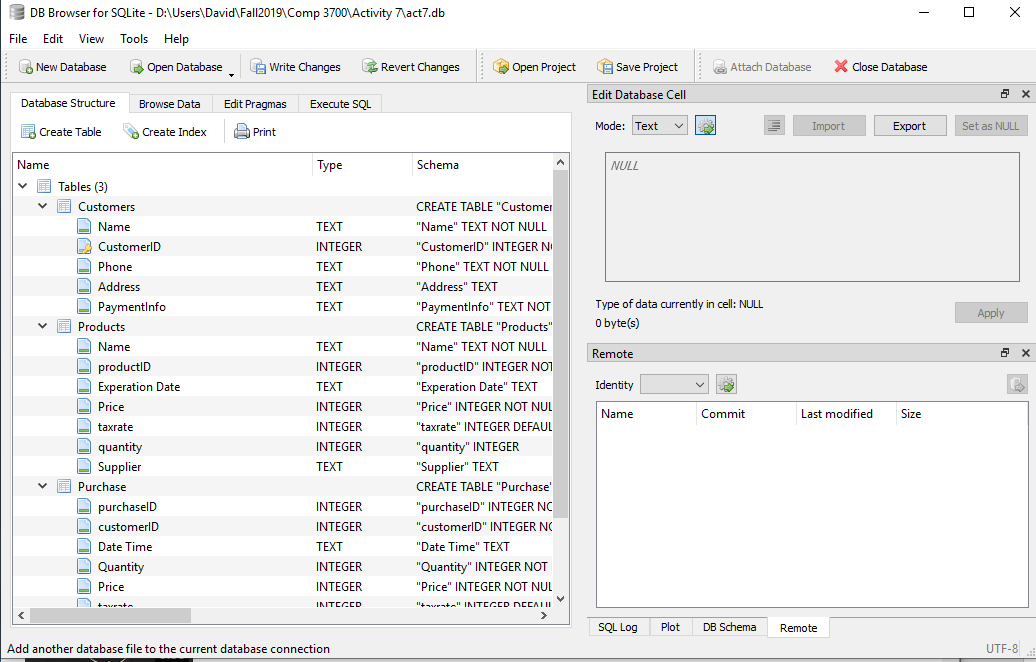 DB Browser for SQLite - D:\Users\David\Fall2019\Comp 3700\Activity 7\act7.db
File Edit View Tools Help
New Database Open Database Write Changes Revert Changes Open Project Save Project Attach Database Close Database
Database Structure Browse Data Edit Pragmas Execute SQL
Create Table Create Index Print
Name Type Schema
Tables (3)
Customers CREATE TABLE "Customer
Name TEXT "Name" TEXT NOT NULL
CustomerID INTEGER "CustomerID" INTEGER NO
Phone TEXT "Phone" TEXT NOT NULL
Address TEXT "Address" TEXT
PaymentInfo TEXT "PaymentInfo" TEXT NOT
Products CREATE TABLE "Products"
Name TEXT "Name" TEXT NOT NULL
productID INTEGER "productID" INTEGER NOT
Experation Date TEXT "Experation Date" TEXT
Price INTEGER "Price" INTEGER NOT NUL
taxrate INTEGER "taxrate" INTEGER DEFAUL
quantity INTEGER "quantity" INTEGER
Supplier TEXT "Supplier" TEXT
Purchase CREATE TABLE "Purchase"
purchaseID INTEGER "purchaseID" INTEGER NO
customerID INTEGER "customerID" INTEGER NO
Date Time TEXT "Date Time" TEXT
Quantity INTEGER "Quantity" INTEGER NOT
Price INTEGER "Price" INTEGER NOT NUL
taxrate INTEGER "taxrate" INTEGER DEFAUL
Edit Database Cell
Mode: Text Import Export Set as NULL
NULL
Type of data currently in cell: NULL
0 byte(s)
Apply
Remote
Identity
Name Commit Last modified Size
SQL Log Plot DB Schema Remote
Add another database file to the current database connection UTF-8